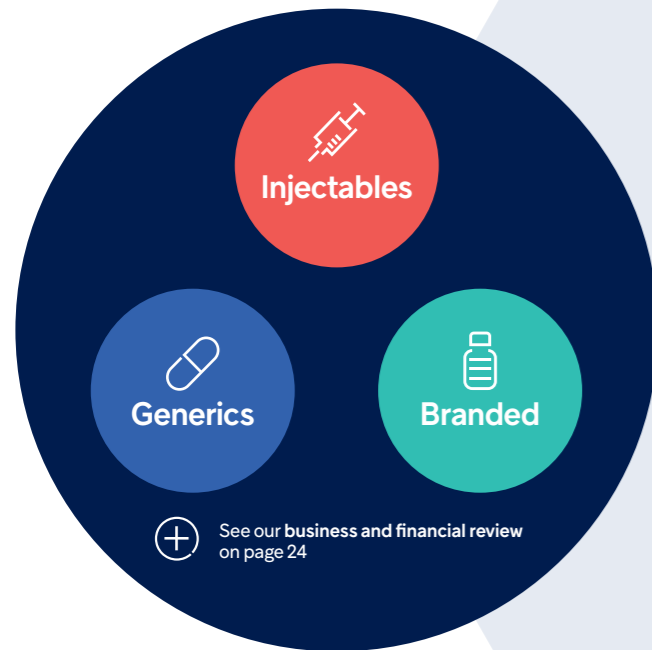 Injectables
Generics
Branded
See our business and financial review
on page 24